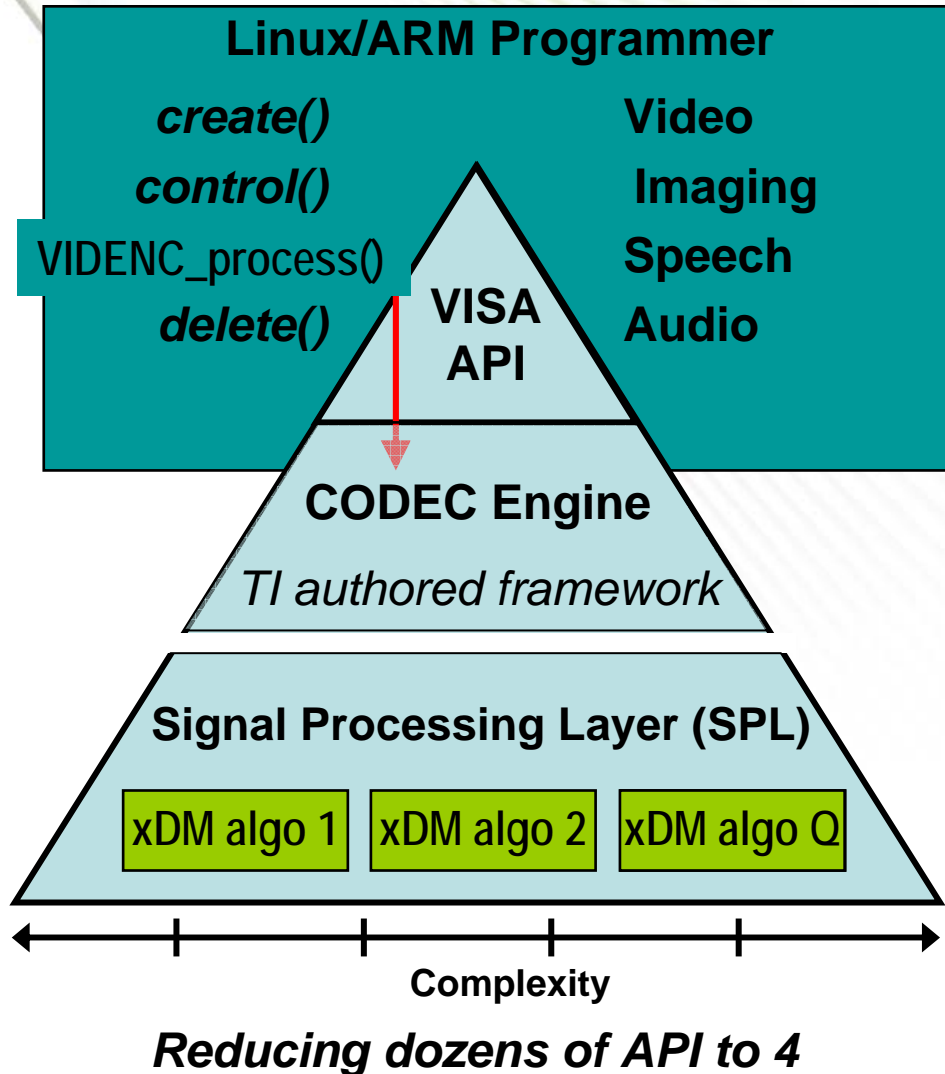 Linux/ARM Programmer
create()
Video
control()
Imaging
VIDENC_process()
Speech
delete()
Audio
VISA
API
CODEC Engine
TI authored framework
Signal Processing Layer (SPL)
xDM algo 1
xDM algo 2
xDM algo Q
Complexity
Reducing dozens of API to 4